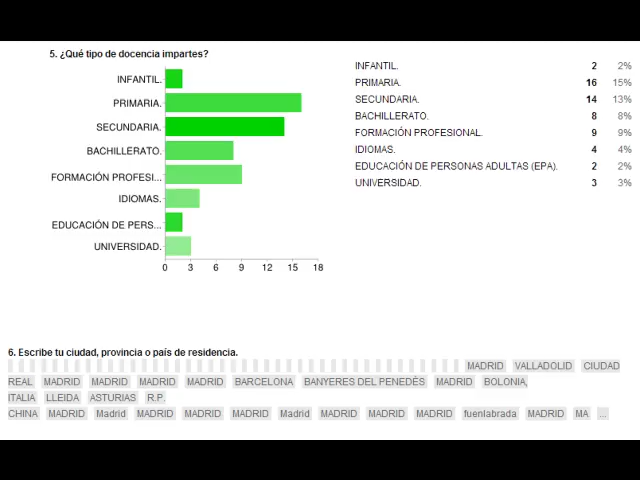 5. ¿Qué tipo de docencia impartes?
INFANTIL.
PRIMARIA.
SECUNDARIA.
BACHILLERATO.
FORMACIÓN PROFESI...
IDIOMAS.
EDUCACIÓN DE PERS...
UNIVERSIDAD.
0 3 6 9 12 15 18
INFANTIL. 2 2%
PRIMARIA. 16 15%
SECUNDARIA. 14 13%
BACHILLERATO. 8 8%
FORMACIÓN PROFESIONAL. 9 9%
IDIOMAS. 4 4%
EDUCACIÓN DE PERSONAS ADULTAS (EPA). 2 2%
UNIVERSIDAD. 3 3%
6. Escribe tu ciudad, provincia o país de residencia.
MADRID VALLADOLID CIUDAD
REAL MADRID MADRID MADRID MADRID BARCELONA BANYERES DEL PENEDÈS MADRID BOLONIA,
ITALIA LLEIDA ASTURIAS R.P.
CHINA MADRID Madrid MADRID MADRID MADRID Madrid MADRID MADRID MADRID fuenlabrada MADRID MA ...